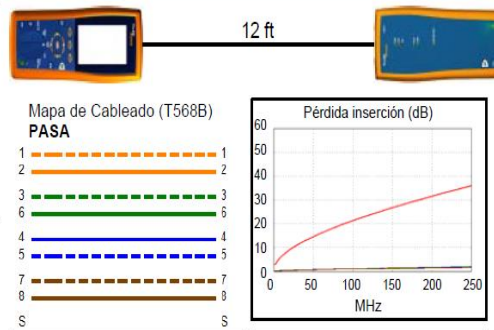 12 ft
Mapa de Cableado (T568B)
PASA
1 1
2 2
3 3
6 6
4 4
5 5
7 7
8 8
S S
Pérdida inserción (dB)
60
50
40
30
20
10
0
0 50 100 150 200 250
MHz